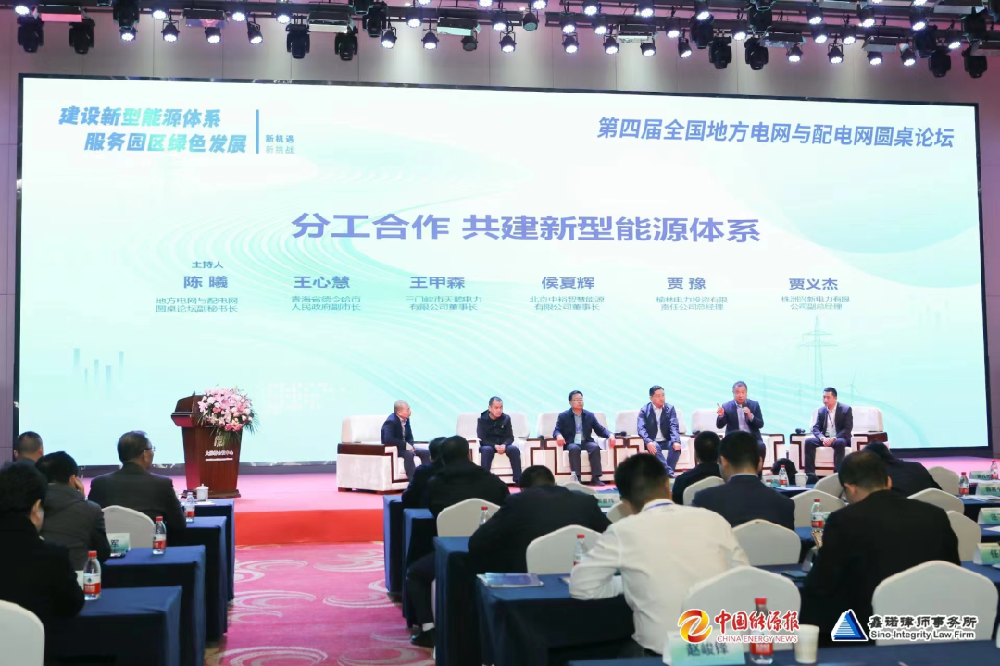 建设新型能源体系
服务园区绿色发展
新机遇
新挑战
第四届全国地方电网与配电网圆桌论坛
分工合作 共建新型能源体系
主持人
陈 曦
地方电网与配电网
圆桌论坛副秘书长
王心慧
青海省德令哈市
人民政府副市长
王甲森
三门峡市天鹅电力
有限公司董事长
侯夏辉
北京中裕智慧能源
有限公司董事长
贾 豫
榆林电力投资有限
责任公司总经理
贾义杰
株洲兴新电力有限
公司副总经理
军
赵峻锋
中国能源报
CHINA ENERGY NEWS
鑫诺律师事务所
Sino-Integrity Law Firm